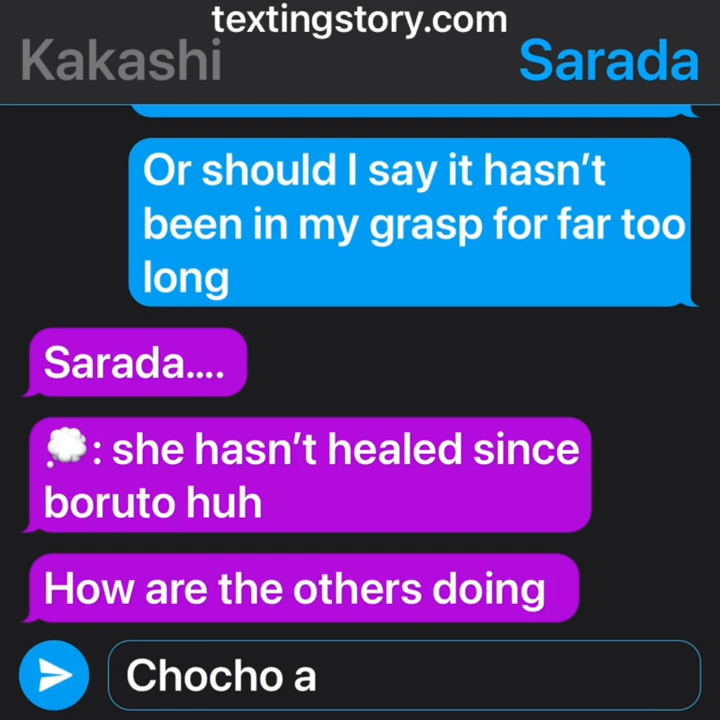 textingstory.com
Kakashi
Sarada
Or should I say it hasn’t
been in my grasp for far too
long
Sarada....
💭: she hasn’t healed since
boruto huh
How are the others doing
Chocho a